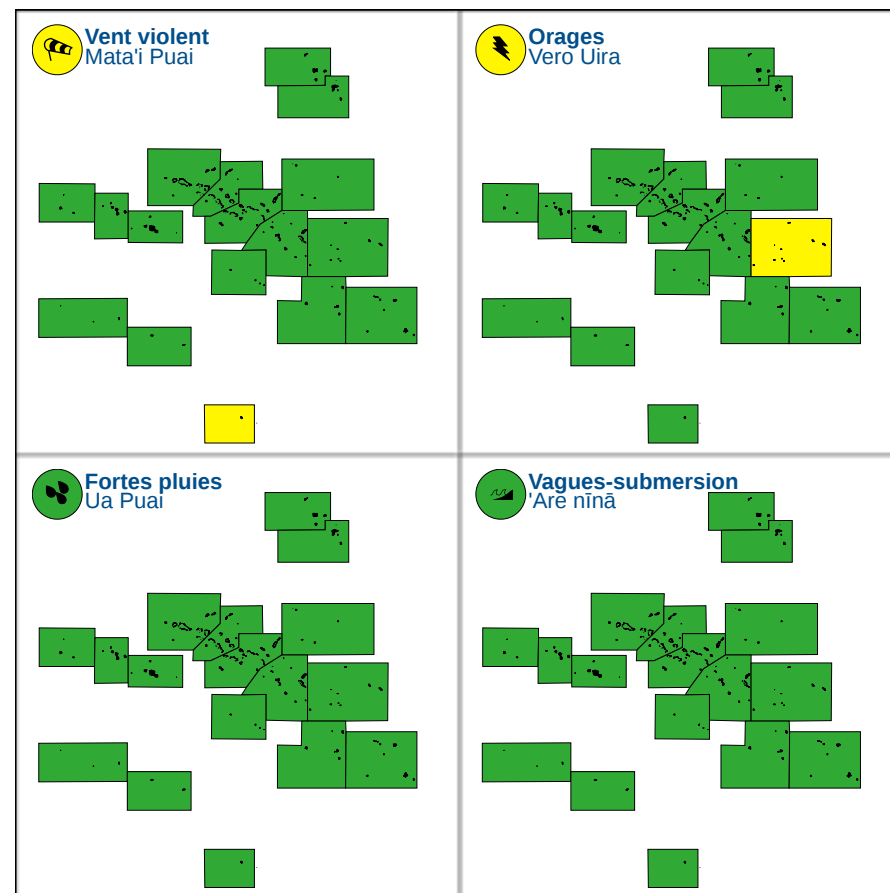 Vent violent
Mata'i Puai
Orages
Vero Uira
Fortes pluies
Ua Puai
Vagues-submersion
'Are nīnā